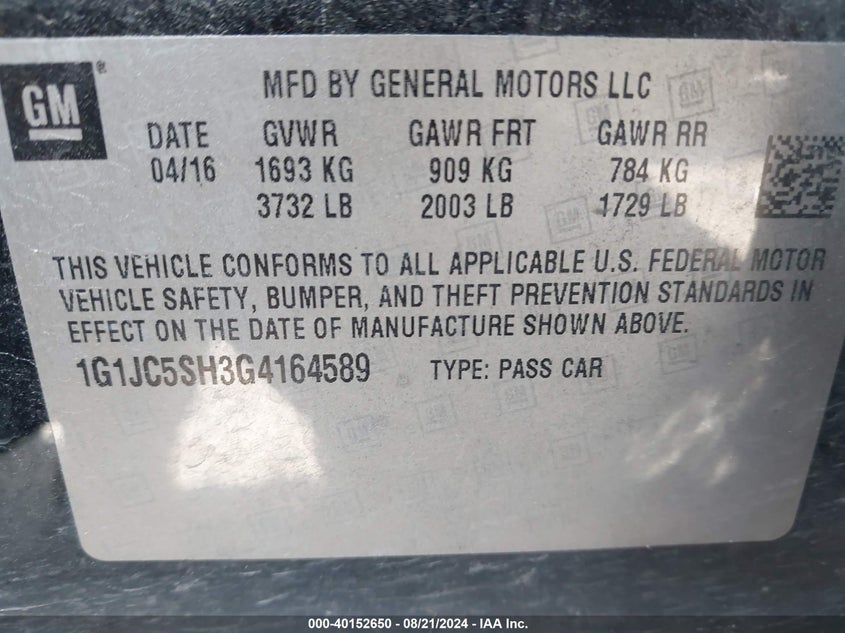 GM ®
MFD BY GENERAL MOTORS LLC
DATE GVWR GAWR FRT GAWR RR
04/16 1693 KG 909 KG 784 KG
3732 LB 2003 LB 1729 LB
THIS VEHICLE CONFORMS TO ALL APPLICABLE U.S. FEDERAL MOTOR
VEHICLE SAFETY, BUMPER, AND THEFT PREVENTION STANDARDS IN
EFFECT ON THE DATE OF MANUFACTURE SHOWN ABOVE.
1G1JC5SH3G4164589 TYPE: PASS CAR
000-40152650 - 08/21/2024 - IAA Inc.